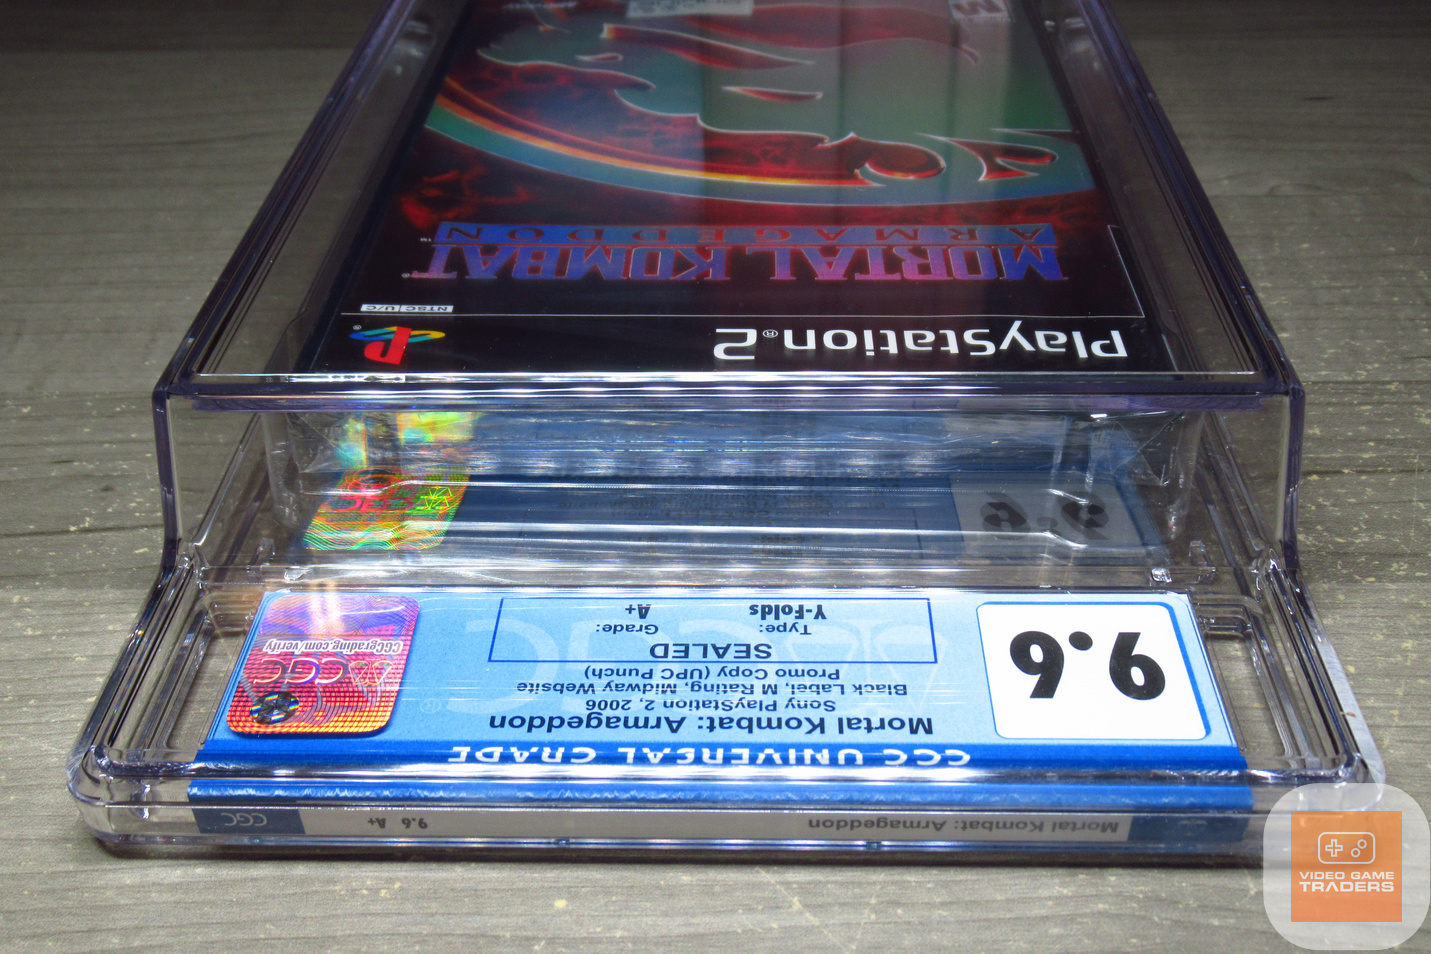 CGC UNIVERSAL GRADE
Mortal Kombat: Armageddon
Sony PlayStation 2, 2006
Black Label, M Rating, Midway Website
Promo Copy (UPC Punch)
SEALED
Type: Grade:
Y-Folds A+
9.6
CGC
CGCgrading.com/verify
Mortal Kombat: Armageddon 9.6 A+ CGC
PlayStation®2
NTSC U/C
MORTAL KOMBAT
ARMAGEDDON
M
VIDEO GAME
TRADERS